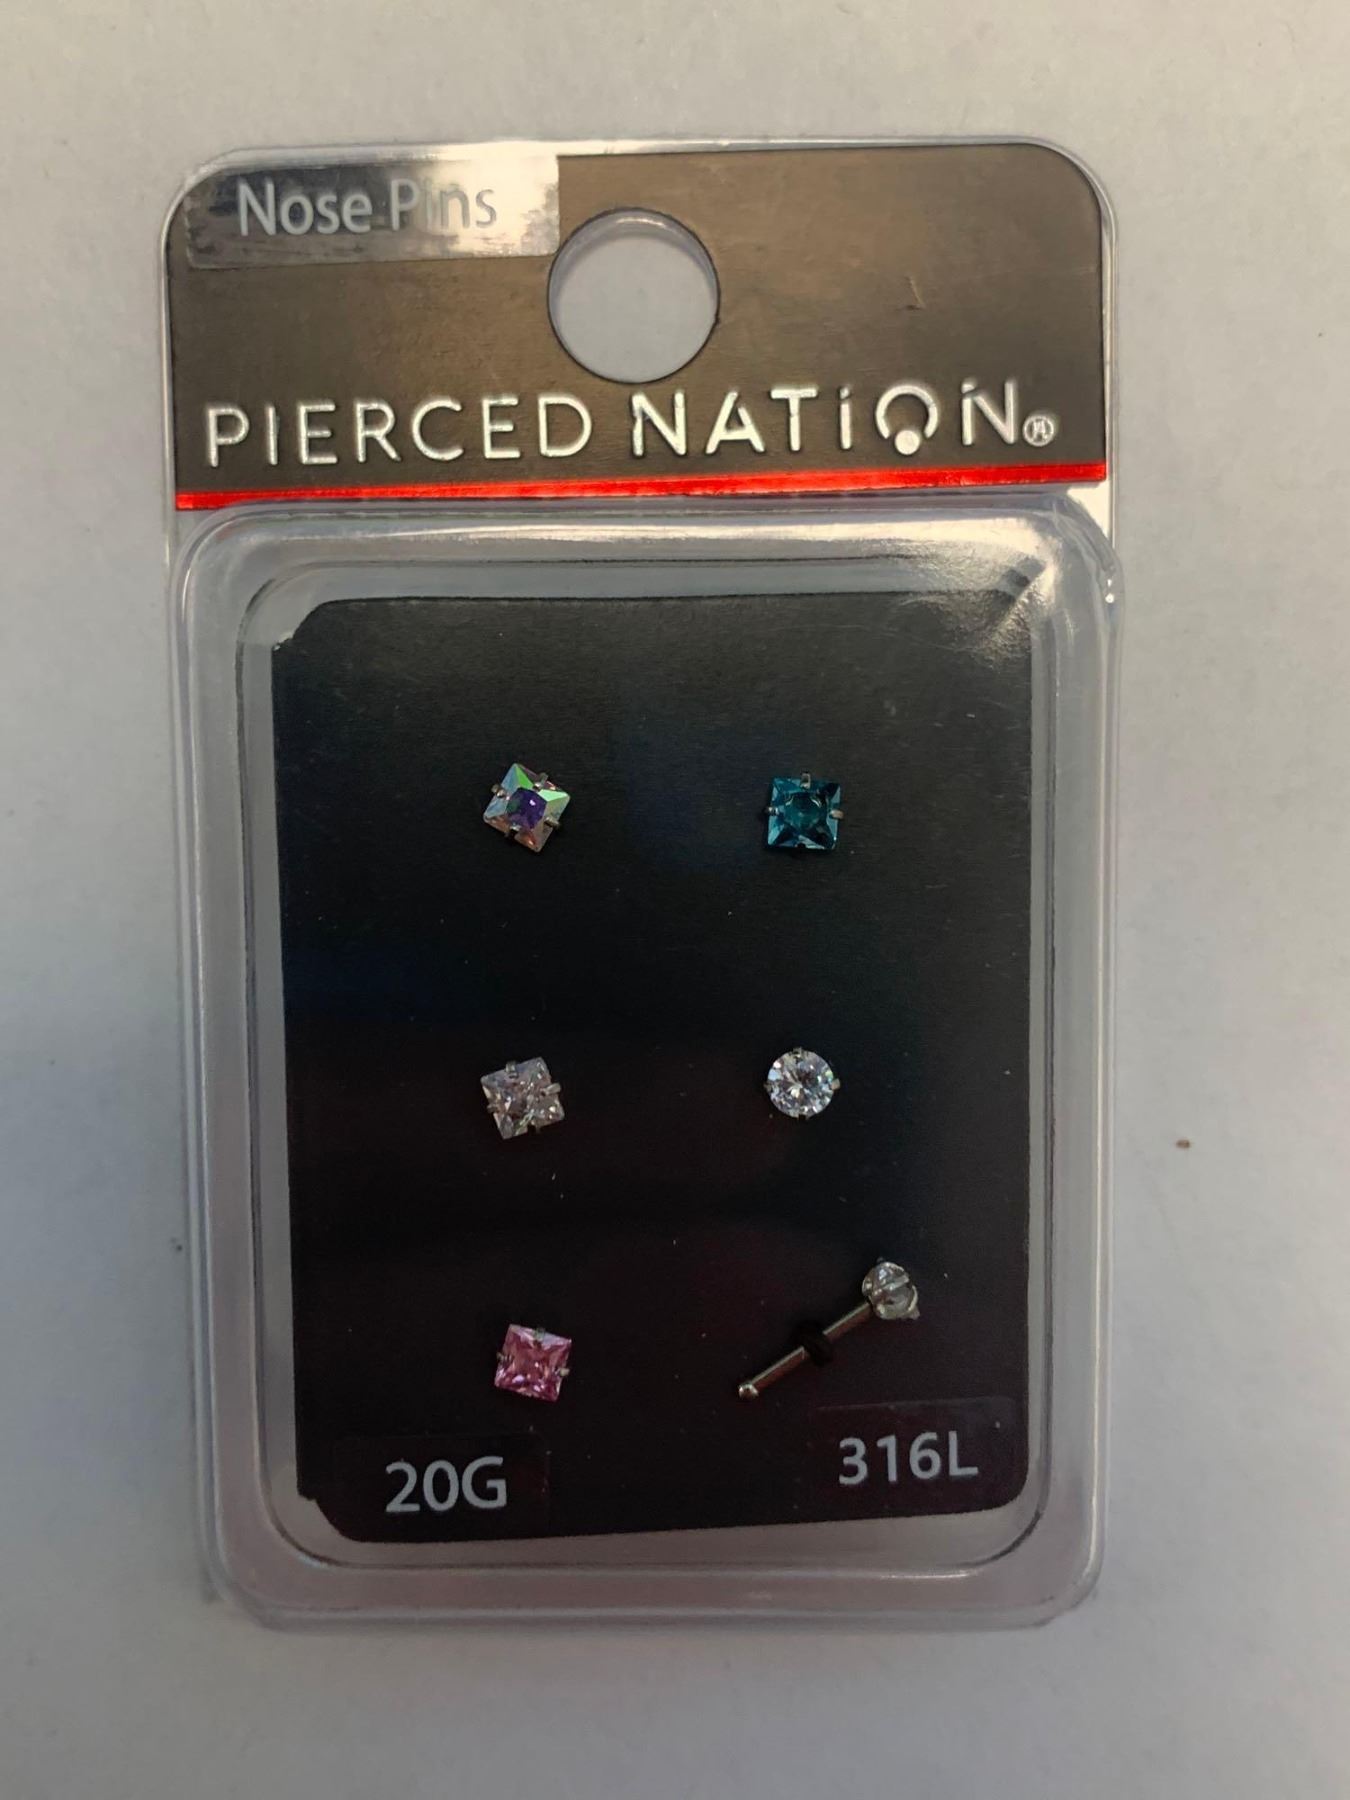 Nose Pins
PIERCED NATION®
20G
316L